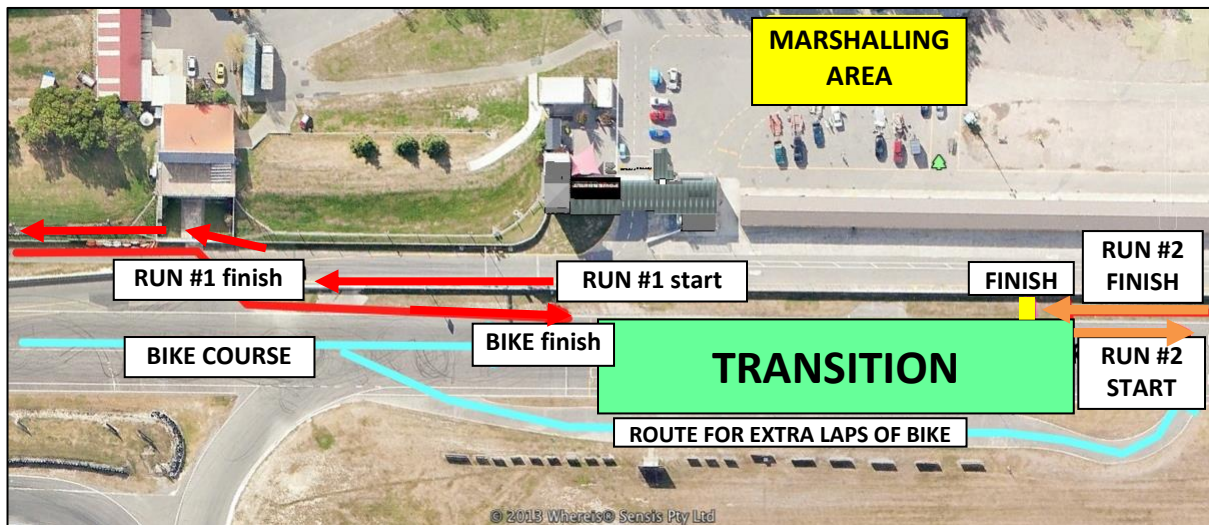 MARSHALLING
AREA
RUN #2
FINISH
FINISH
RUN #1 finish
RUN #1 start
BIKE COURSE
BIKE finish
TRANSITION
RUN #2
START
ROUTE FOR EXTRA LAPS OF BIKE
© 2013 Whereis® Sensis Pty Ltd